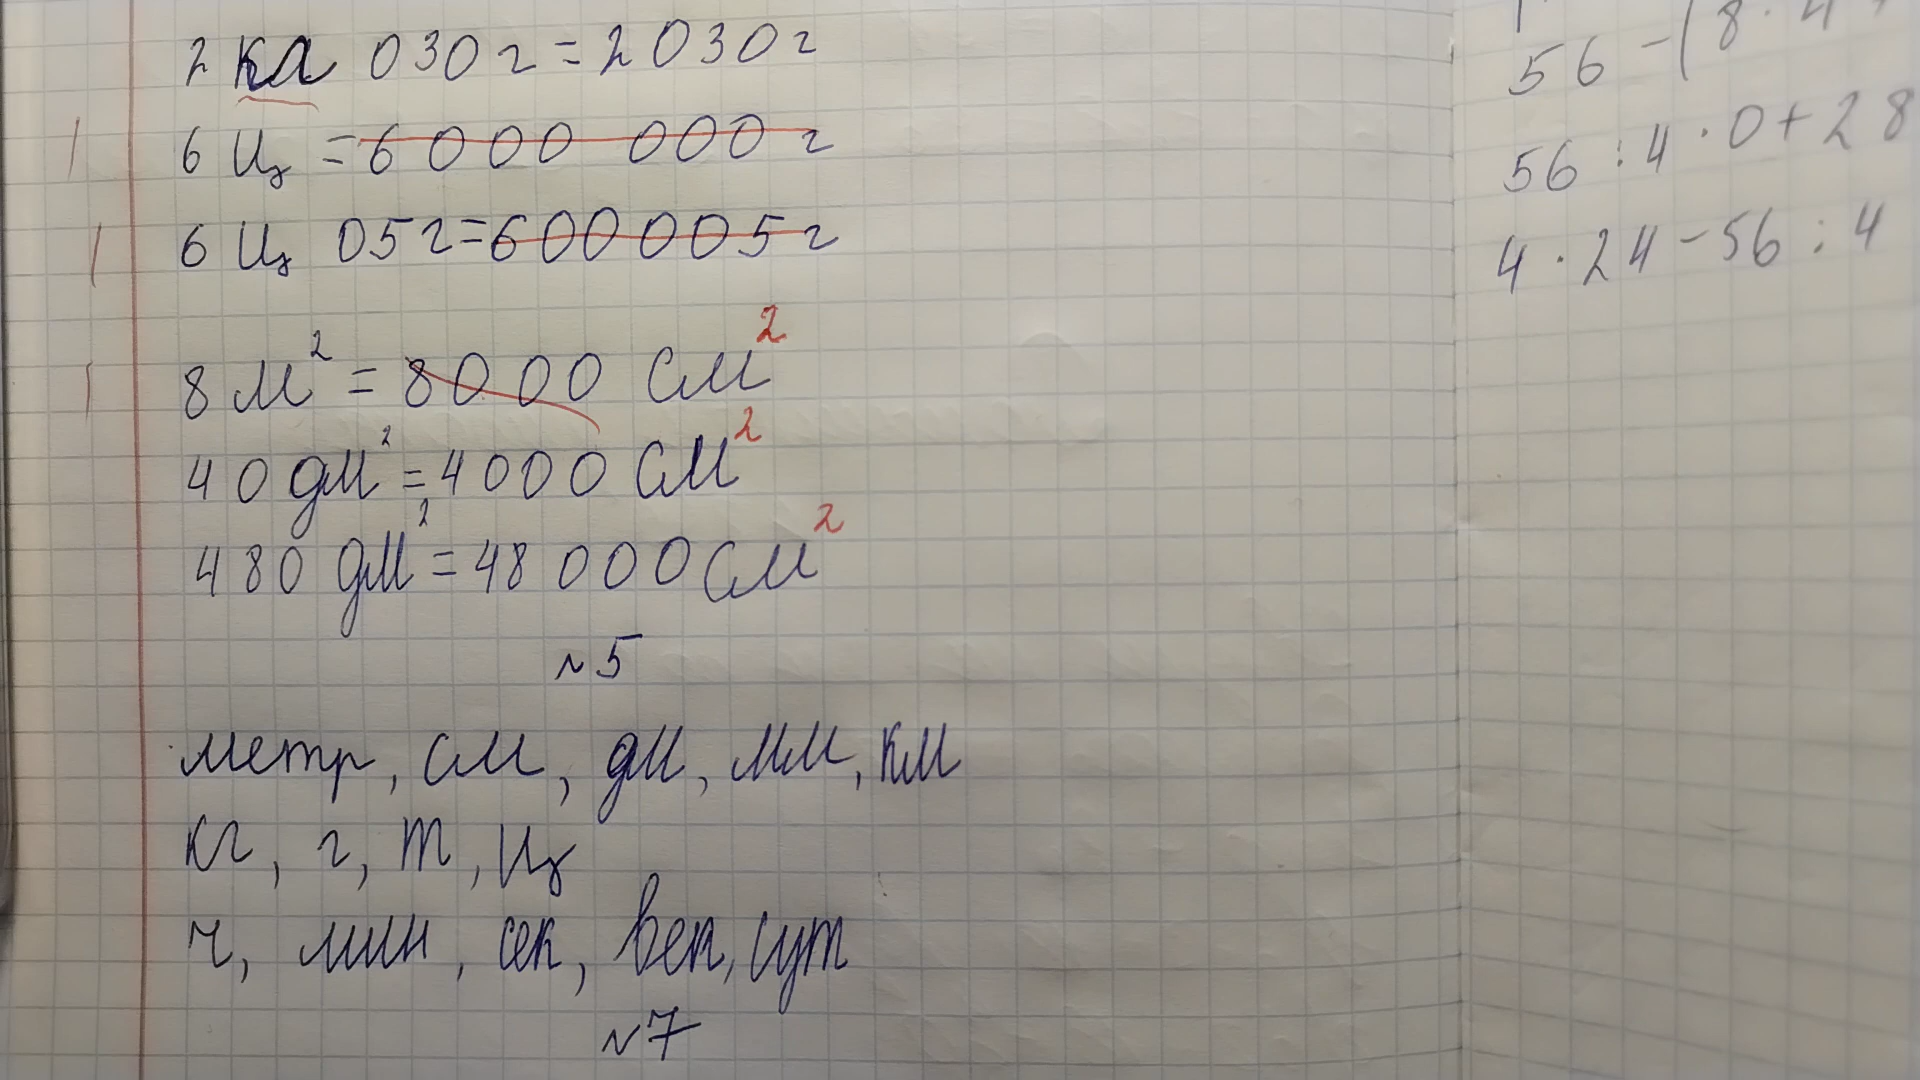 2 ка 030 г = 2030 г
6 ц = 6000 000 г
6 ц 05 г = 6000005 г
8 м² = 8000 см²
40 дм² = 4000 см²
480 дм² = 48 000 см²
№5
метр, см, дм, мм, км
кг, г, т, ц
ч, мин, сек, век, сут
№7
56 - (8 · 4
56 : 4 · 0 + 28
4 · 24 - 56 : 4